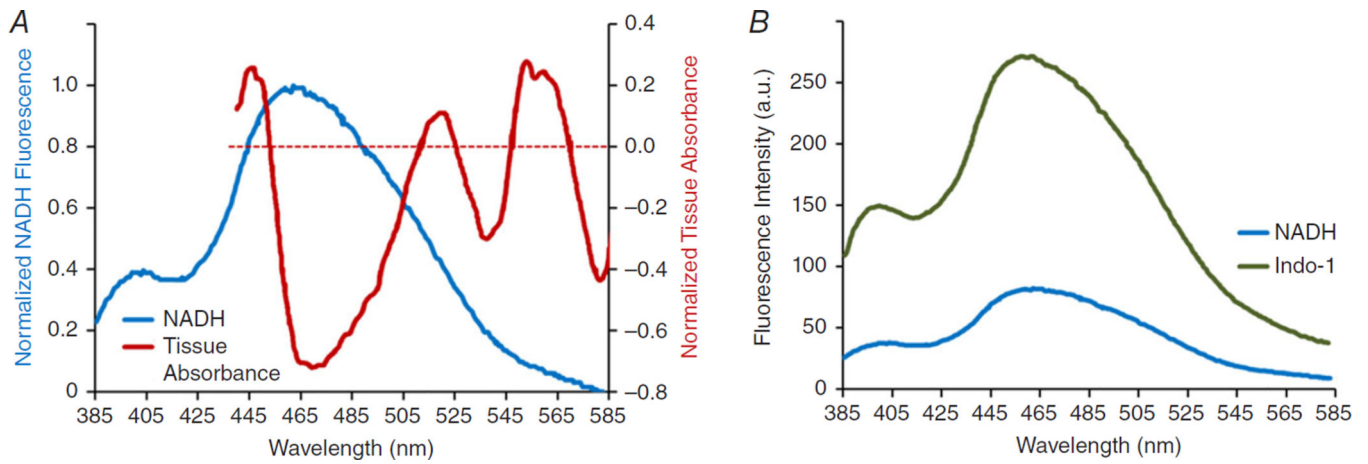 A
Normalized NADH Fluorescence
1.0
0.8
0.6
0.4
0.2
0
NADH
Tissue
Absorbance
385 405 425 445 465 485 505 525 545 565 585
Wavelength (nm)
0.4
0.2
0.0
–0.2
–0.4
–0.6
–0.8
Normalized Tissue Absorbance
B
Fluorescence Intensity (a.u.)
250
200
150
100
50
0
NADH
Indo-1
385 405 425 445 465 485 505 525 545 565 585
Wavelength (nm)